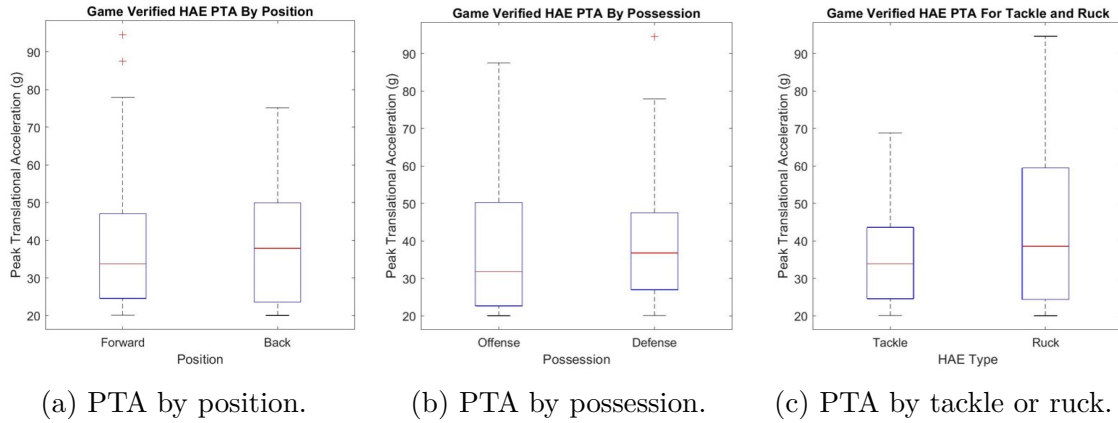 Game Verified HAE PTA By Position
Peak Translational Acceleration (g)
90
80
70
60
50
40
30
20
Forward Back
Position
(a) PTA by position.
Game Verified HAE PTA By Possession
Peak Translational Acceleration (g)
90
80
70
60
50
40
30
20
Offense Defense
Possession
(b) PTA by possession.
Game Verified HAE PTA For Tackle and Ruck
Peak Translational Acceleration (g)
90
80
70
60
50
40
30
20
Tackle Ruck
HAE Type
(c) PTA by tackle or ruck.